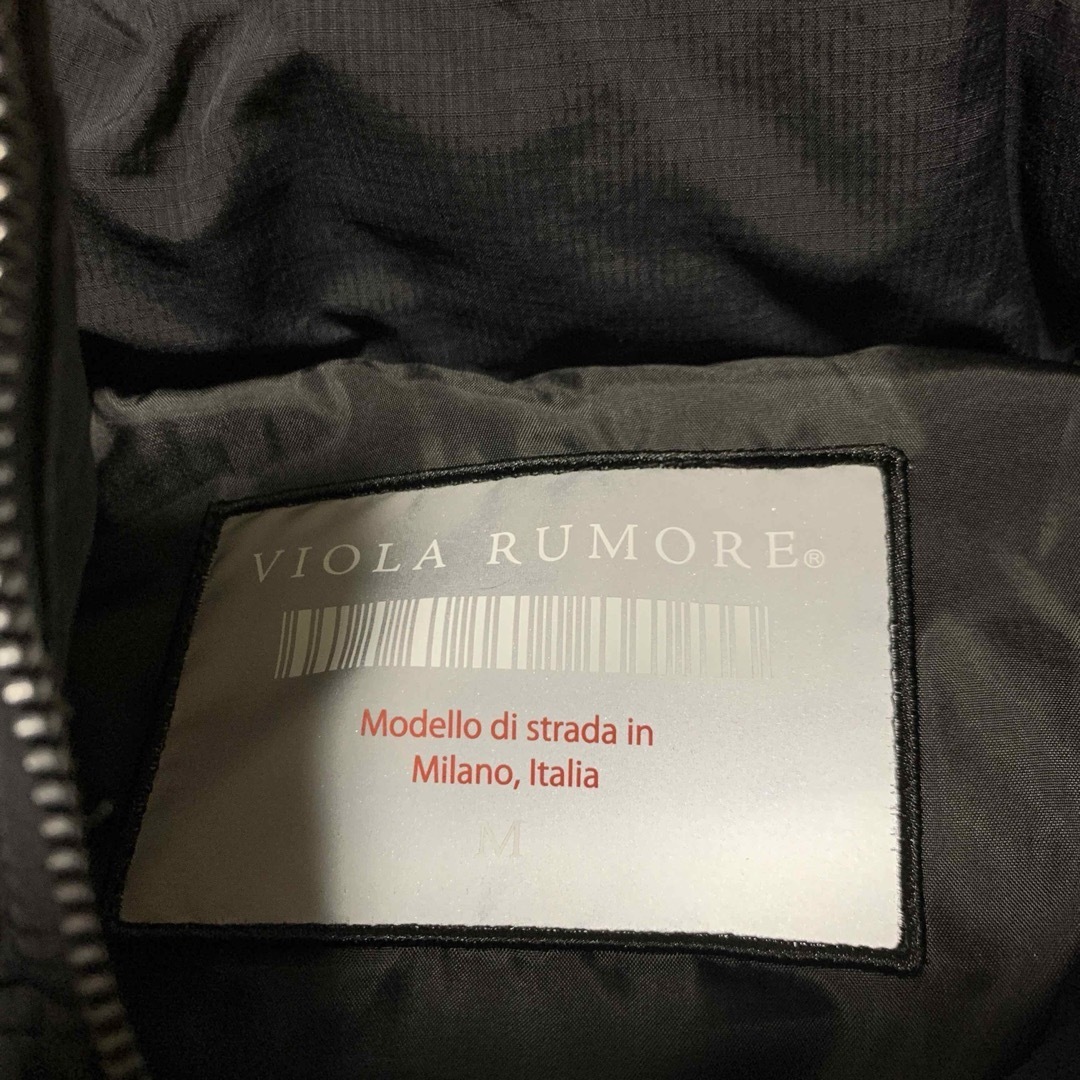 VIOLA RUMORE®
Modello di strada in
Milano, Italia
M